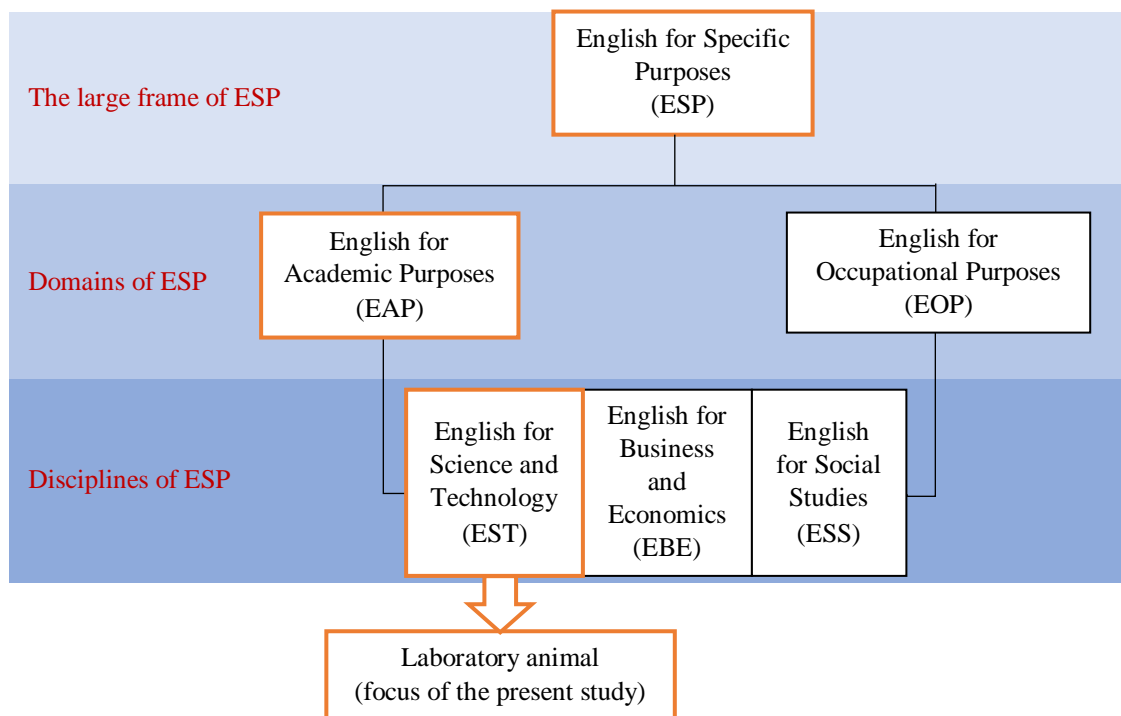 The large frame of ESP
English for Specific
Purposes
(ESP)
Domains of ESP
English for
Academic Purposes
(EAP)
English for
Occupational Purposes
(EOP)
Disciplines of ESP
English for
Science and
Technology
(EST)
English for
Business
and
Economics
(EBE)
English
for Social
Studies
(ESS)
Laboratory animal
(focus of the present study)